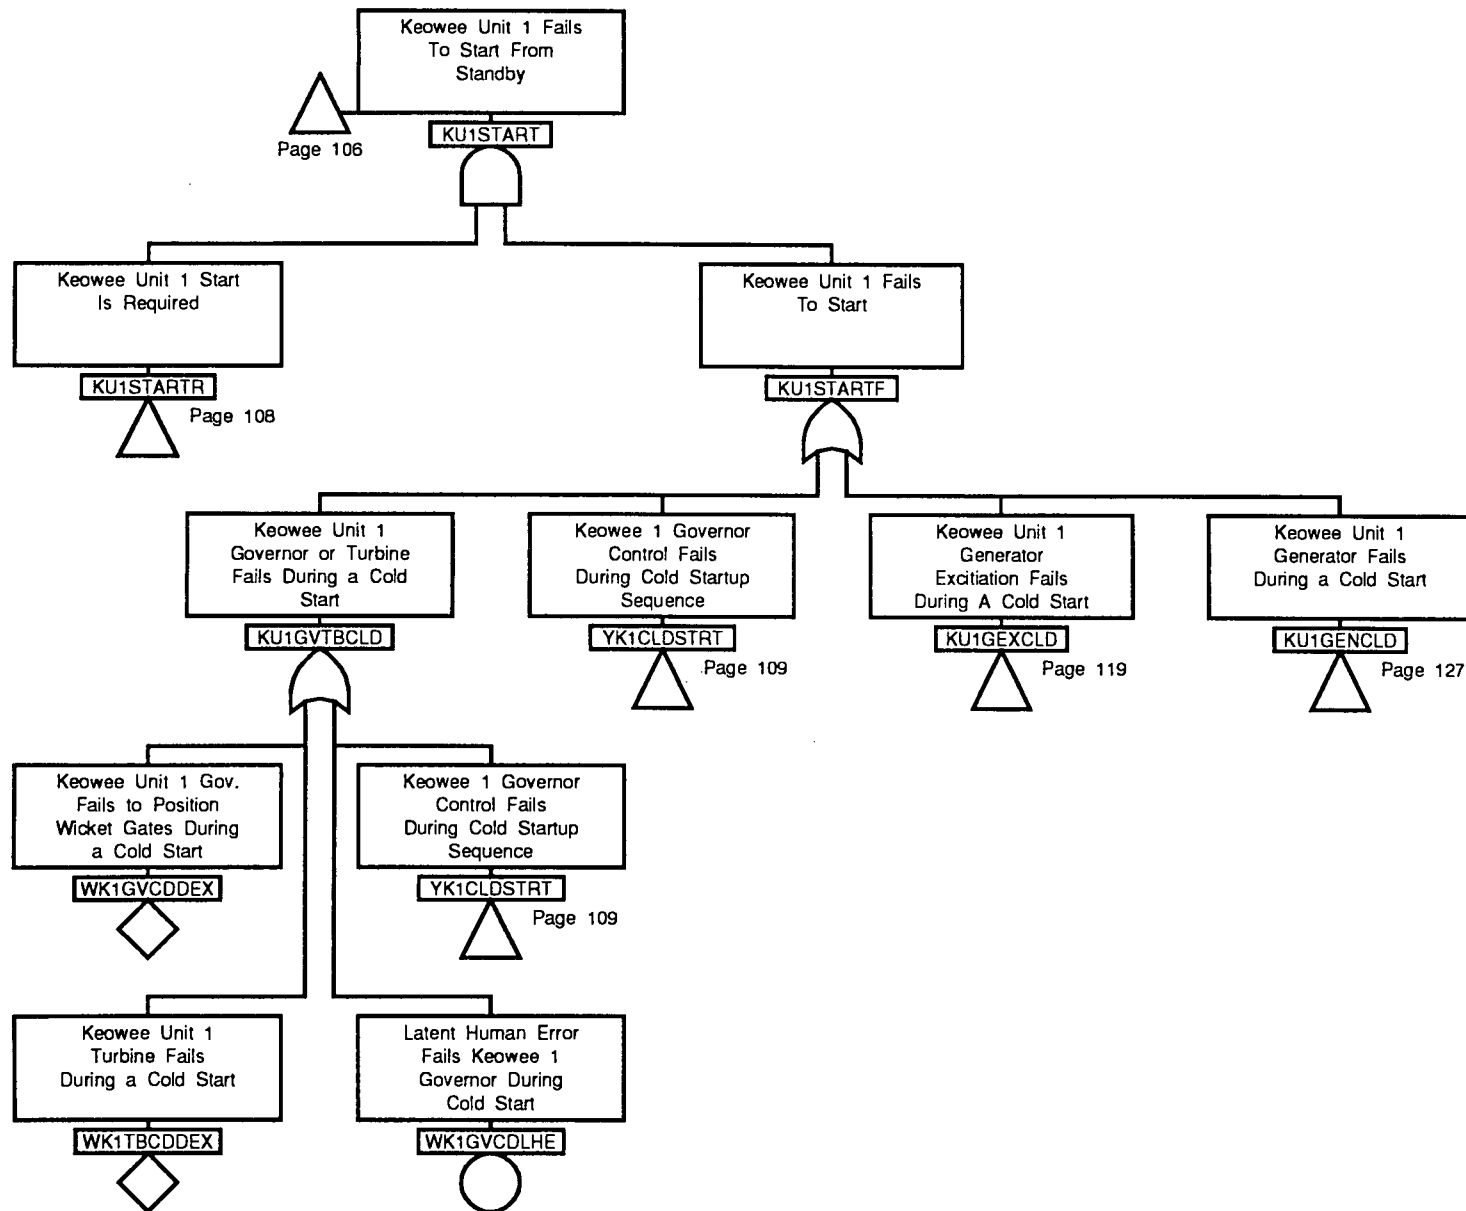 Keowee Unit 1 Fails
To Start From
Standby
Page 106
KU1START
Keowee Unit 1 Start
Is Required
KU1STARTR
Page 108
Keowee Unit 1 Fails
To Start
KU1STARTF
Keowee Unit 1
Governor or Turbine
Fails During a Cold
Start
KU1GVTBCLD
Keowee 1 Governor
Control Fails
During Cold Startup
Sequence
YK1CLDSTRT
Page 109
Keowee Unit 1
Generator
Excitiation Fails
During A Cold Start
KU1GEXCLD
Page 119
Keowee Unit 1
Generator Fails
During a Cold Start
KU1GENCLD
Page 127
Keowee Unit 1 Gov.
Fails to Position
Wicket Gates During
a Cold Start
WK1GVCDDEX
Keowee 1 Governor
Control Fails
During Cold Startup
Sequence
YK1CLDSTRT
Page 109
Keowee Unit 1
Turbine Fails
During a Cold Start
WK1TBCDDEX
Latent Human Error
Fails Keowee 1
Governor During
Cold Start
WK1GVCDLHE